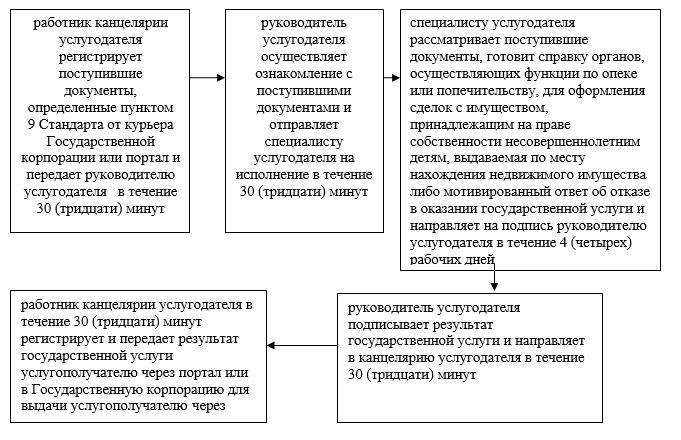 работник канцелярии
услугодателя
регистрирует
поступившие
документы,
определенные пунктом
9 Стандарта от курьера
Государственной
корпорации или портал и
передает руководителю
услугодателя в течение
30 (тридцати) минут
руководитель
услугодателя
осуществляет
ознакомление с
поступившими
документами и
отправляет
специалисту
услугодателя на
исполнение в течение
30 (тридцати) минут
специалисту услугодателя
рассматривает поступившие
документы, готовит справку органов,
осуществляющих функции по опеке
или попечительству, для оформления
сделок с имуществом,
принадлежащим на праве
собственности несовершеннолетним
детям, выдаваемая по месту
нахождения недвижимого имущества
либо мотивированный ответ об отказе
в оказании государственной услуги и
направляет на подпись руководителю
услугодателя в течение 4 (четырех)
рабочих дней
руководитель услугодателя
подписывает результат
государственной услуги и направляет
в канцелярию услугодателя в течение
30 (тридцати) минут
работник канцелярии услугодателя в
течение 30 (тридцати) минут
регистрирует и передает результат
государственной услуги
услугополучателю через портал или
в Государственную корпорацию для
выдачи услугополучателю через